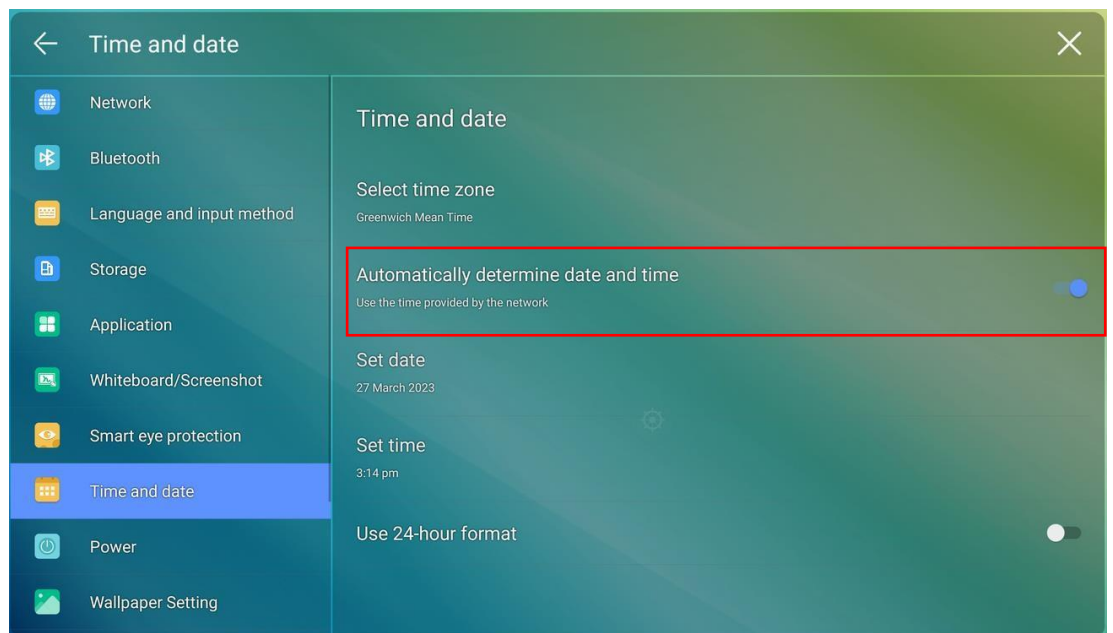 Time and date
Network
Bluetooth
Language and input method
Storage
Application
Whiteboard/Screenshot
Smart eye protection
Time and date
Power
Wallpaper Setting
Time and date
Select time zone
Greenwich Mean Time
Automatically determine date and time
Use the time provided by the network
Set date
27 March 2023
Set time
3:14 pm
Use 24-hour format